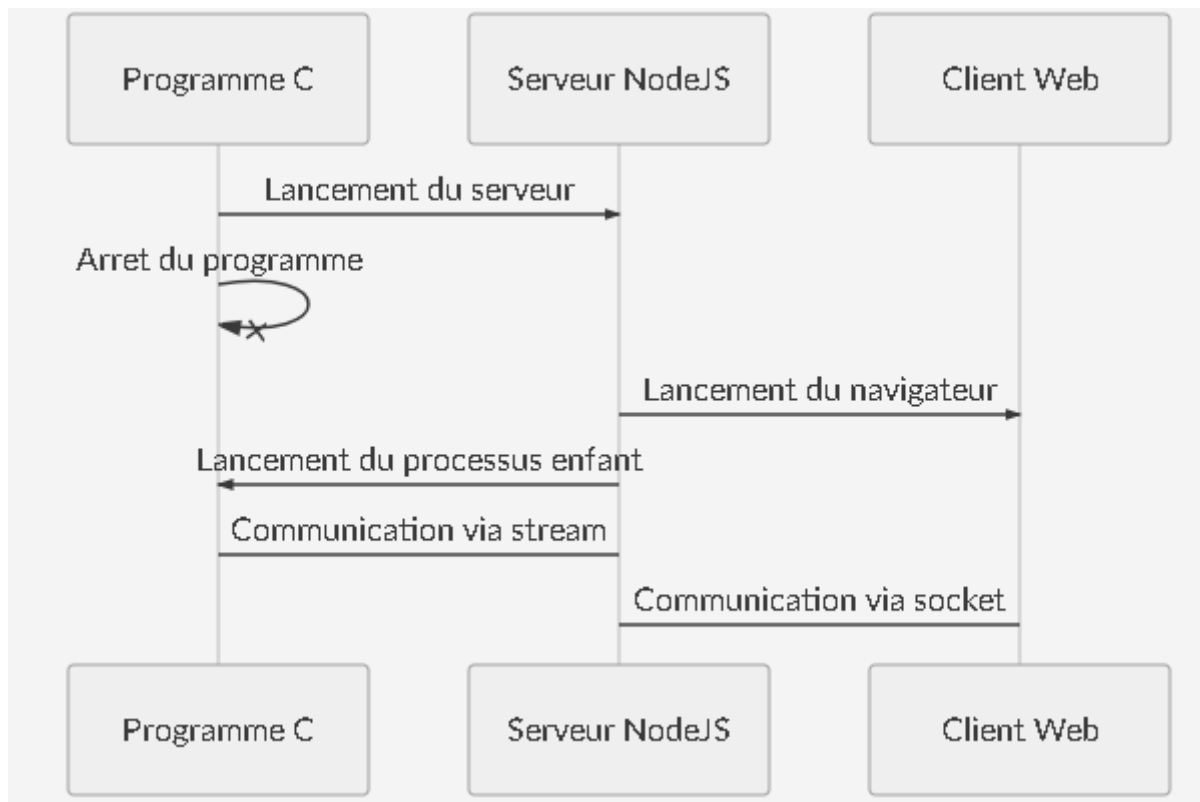 Programme C
Serveur NodeJS
Client Web
Lancement du serveur
Arret du programme
Lancement du navigateur
Lancement du processus enfant
Communication via stream
Communication via socket
Programme C
Serveur NodeJS
Client Web